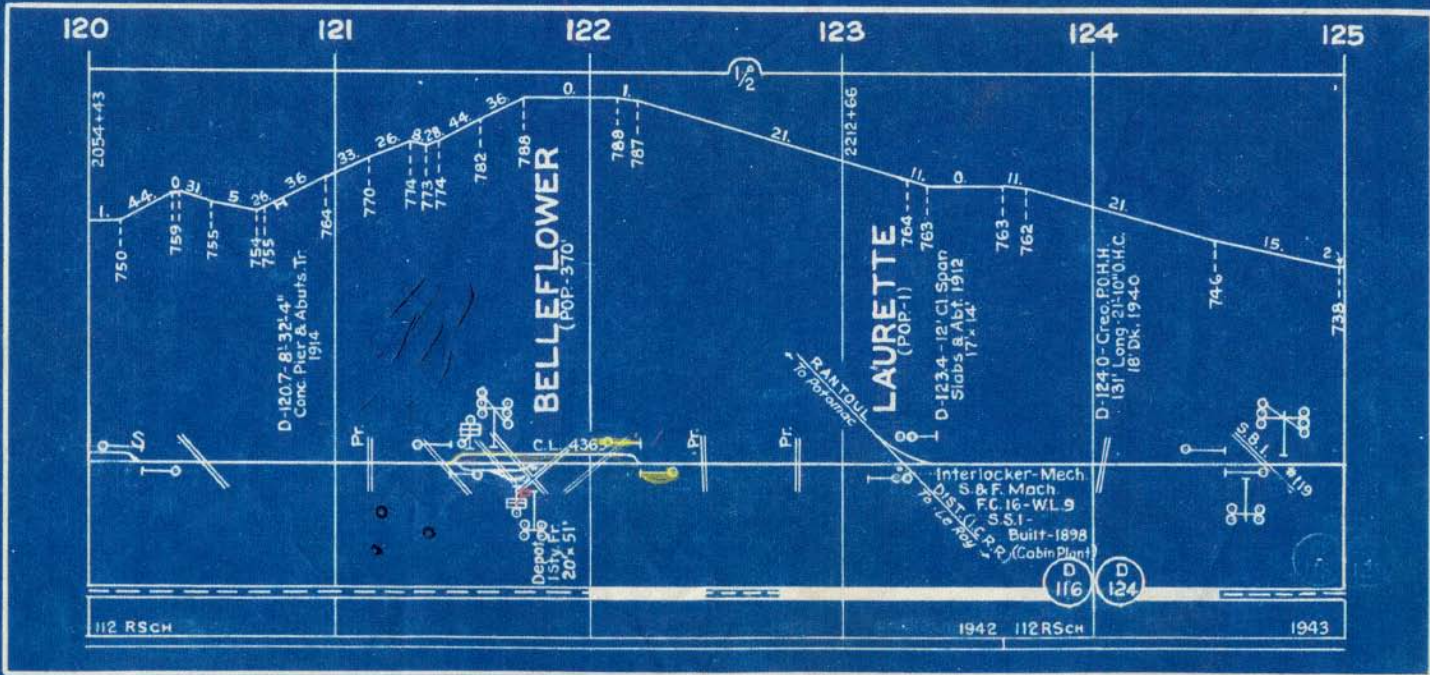 120 121 122 123 124 125
1/2
2054+43
2212+66
1. 44. 0 31. 5 26. 36 33. 26. 8. 28. 44. 36. 0. 1. 21. 11. 0. 11. 21. 15. 2
750
759
755
754
755
764
770
774
773
774
782
788
788
787
764
763
763
762
746
738
D-120.7-8'-32'-4"
Conc. Pier & Abuts. Tr.
1914
BELLEFLOWER
(POP.-370)
LAURETTE
(POP.-1)
D-123.4-12' Cl Span
Slabs & Abt. 1912
17'x14'
D-124.0-Creo. P.O.H.H.
131' Long-21'-10" O.H.C.
18' Dk. 1940
Pr.
C.L. 4362
Pr.
Pr.
RANTOUL
To Potomac
DIST. (I.C.R.R.)
To Le Roy
S.B.I.
#119
Interlocker-Mech.
S.& F. Mach.
F.C. 16-W.L.9
S.S.1-
Built-1898
(Cabin Plant)
Depot
1 Sty. Fr.
20'x 51'
D
116
D
124
112 RSCH
1942 112 RSCH
1943